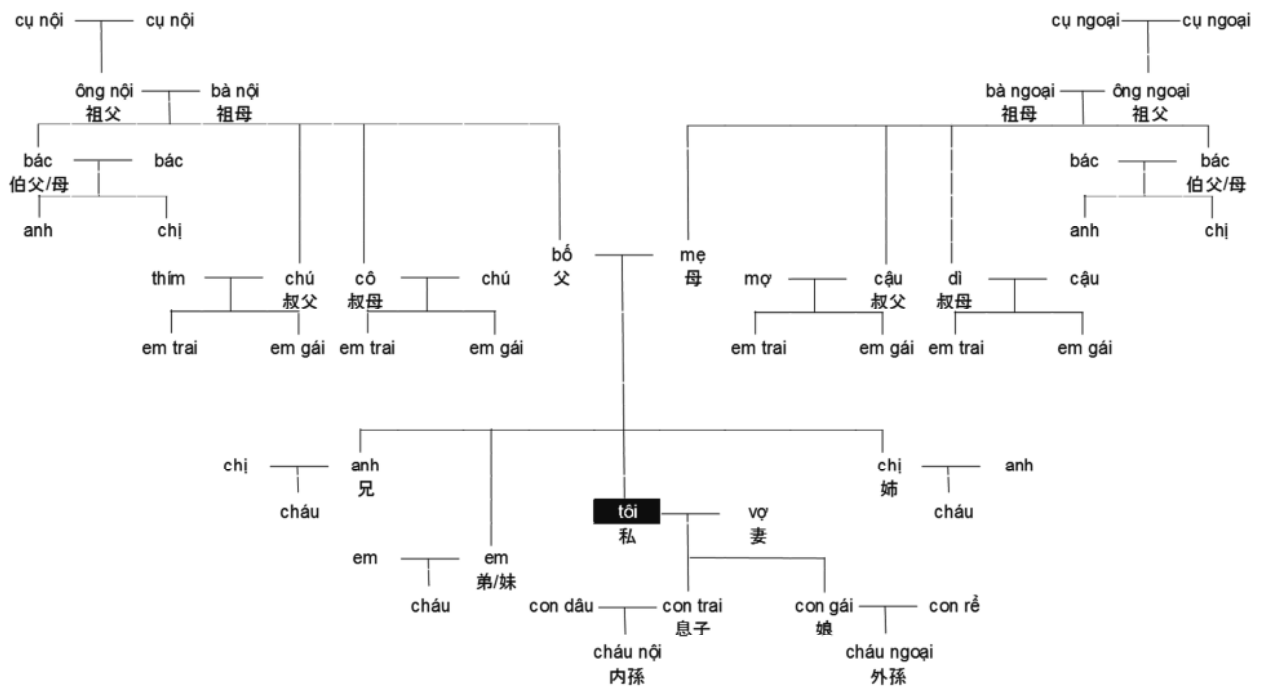 cụ nội cụ nội cụ ngoại cụ ngoại
ông nội bà nội bà ngoại ông ngoại
祖父 祖母 祖母 祖父
bác bác bác bác
伯父/母 伯父/母
anh chị anh chị
bố mẹ
父 母
thím chú cô chú mợ cậu dì cậu
叔父 叔母 叔父 叔母
em trai em gái em trai em gái em trai em gái em trai em gái
chị anh chị anh
兄 姉
cháu tôi vợ cháu
私 妻
em em
弟/妹
cháu con dâu con trai con gái con rể
息子 娘
cháu nội cháu ngoại
内孫 外孫